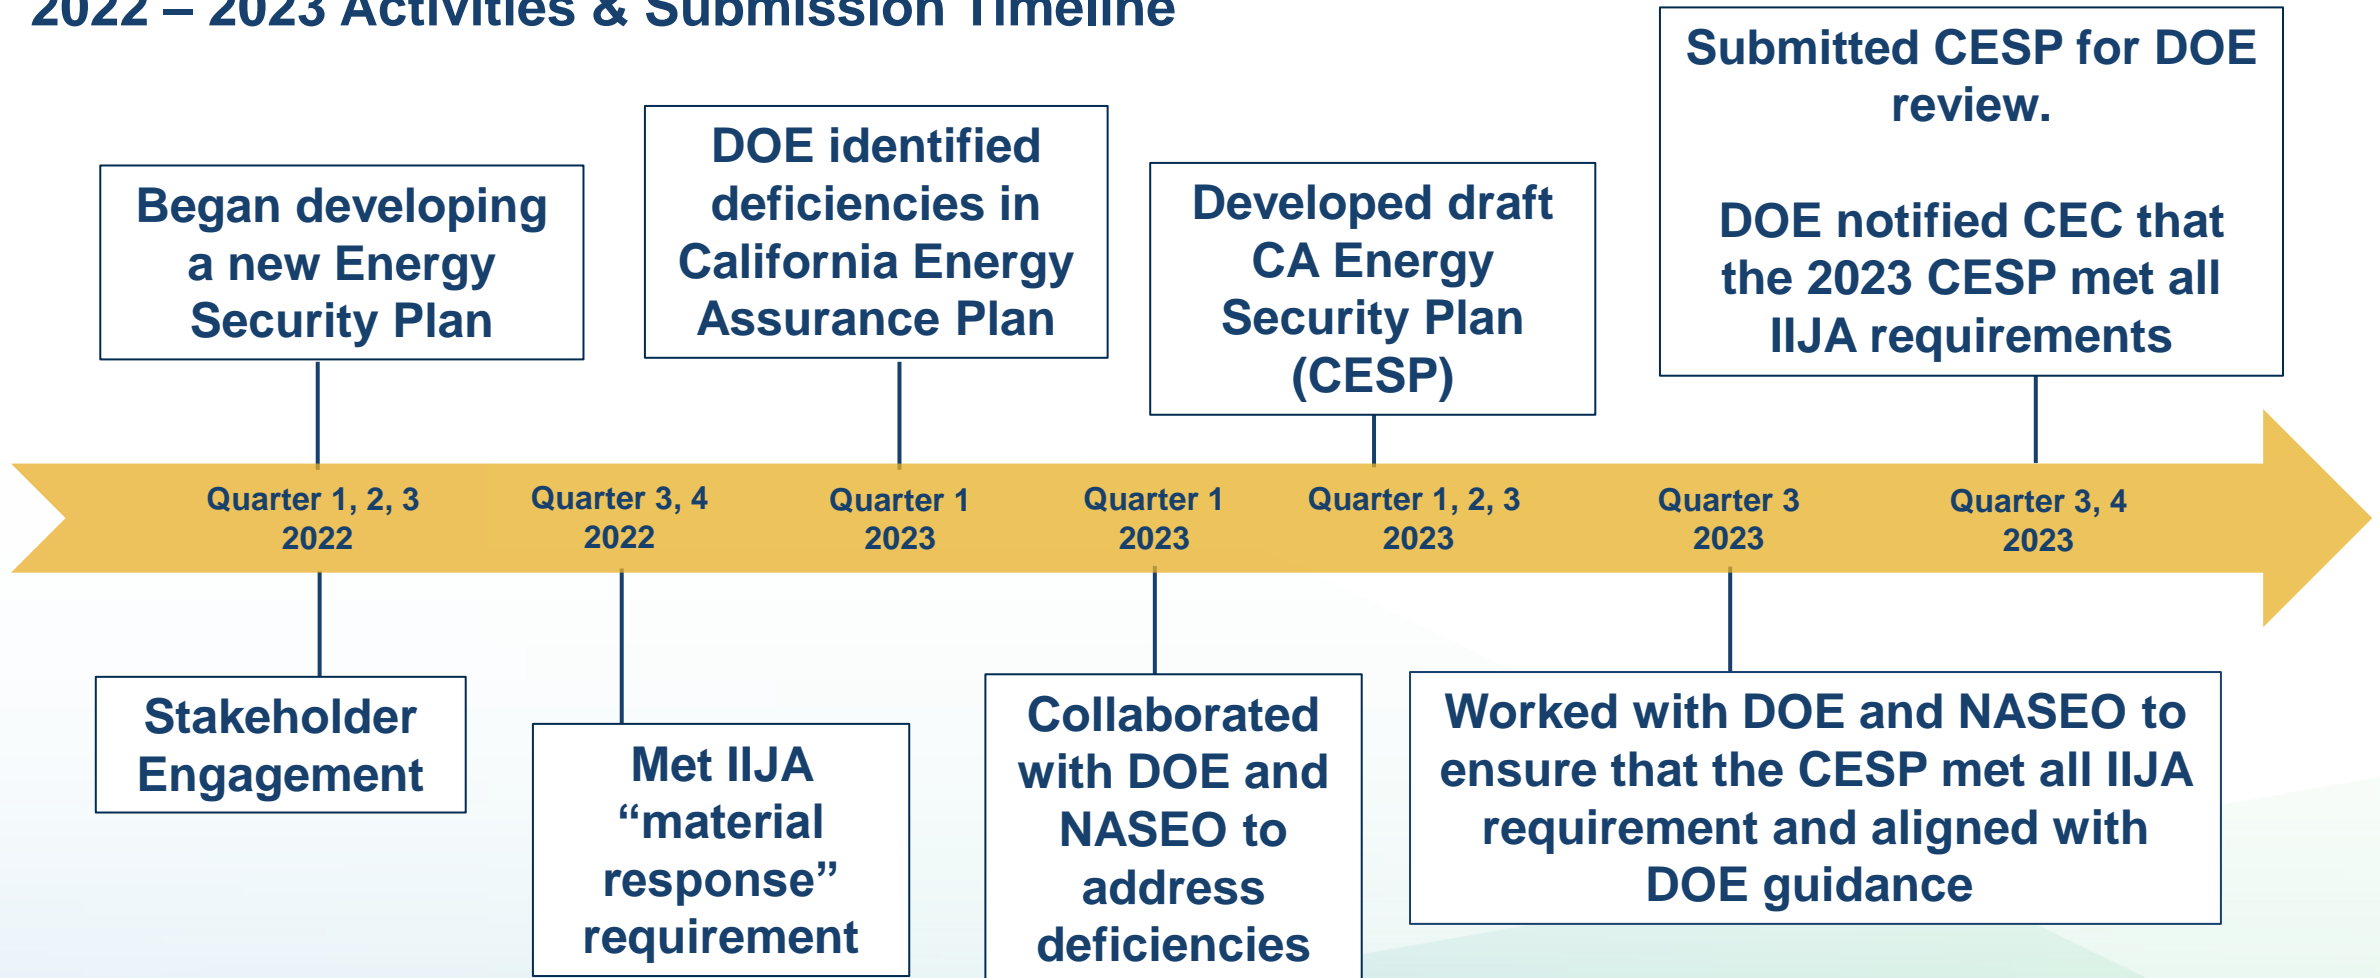 2022 – 2023 Activities & Submission Timeline
Began developing
a new Energy
Security Plan
DOE identified
deficiencies in
California Energy
Assurance Plan
Developed draft
CA Energy
Security Plan
(CESP)
Submitted CESP for DOE
review.
DOE notified CEC that
the 2023 CESP met all
IIJA requirements
Quarter 1, 2, 3
2022
Quarter 3, 4
2022
Quarter 1
2023
Quarter 1
2023
Quarter 1, 2, 3
2023
Quarter 3
2023
Quarter 3, 4
2023
Stakeholder
Engagement
Met IIJA
“material
response”
requirement
Collaborated
with DOE and
NASEO to
address
deficiencies
Worked with DOE and NASEO to
ensure that the CESP met all IIJA
requirement and aligned with
DOE guidance